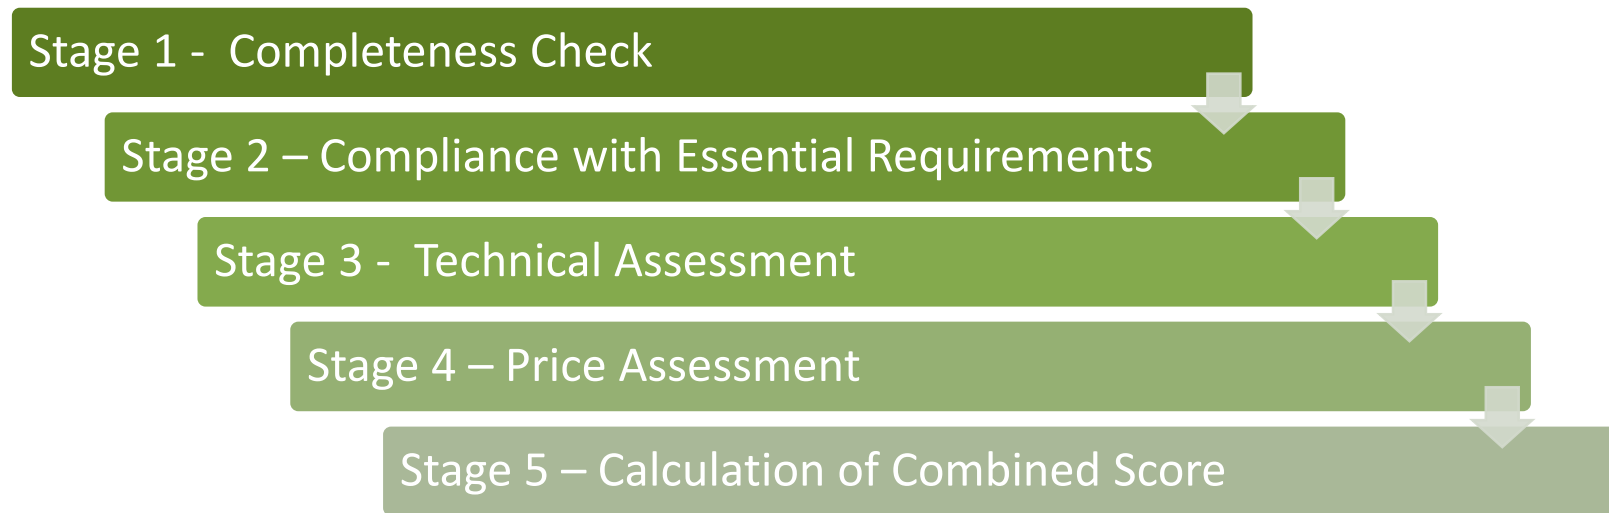 Stage 1 -  Completeness Check
Stage 2 – Compliance with Essential Requirements
Stage 3 -  Technical Assessment
Stage 4 – Price Assessment
Stage 5 – Calculation of Combined Score